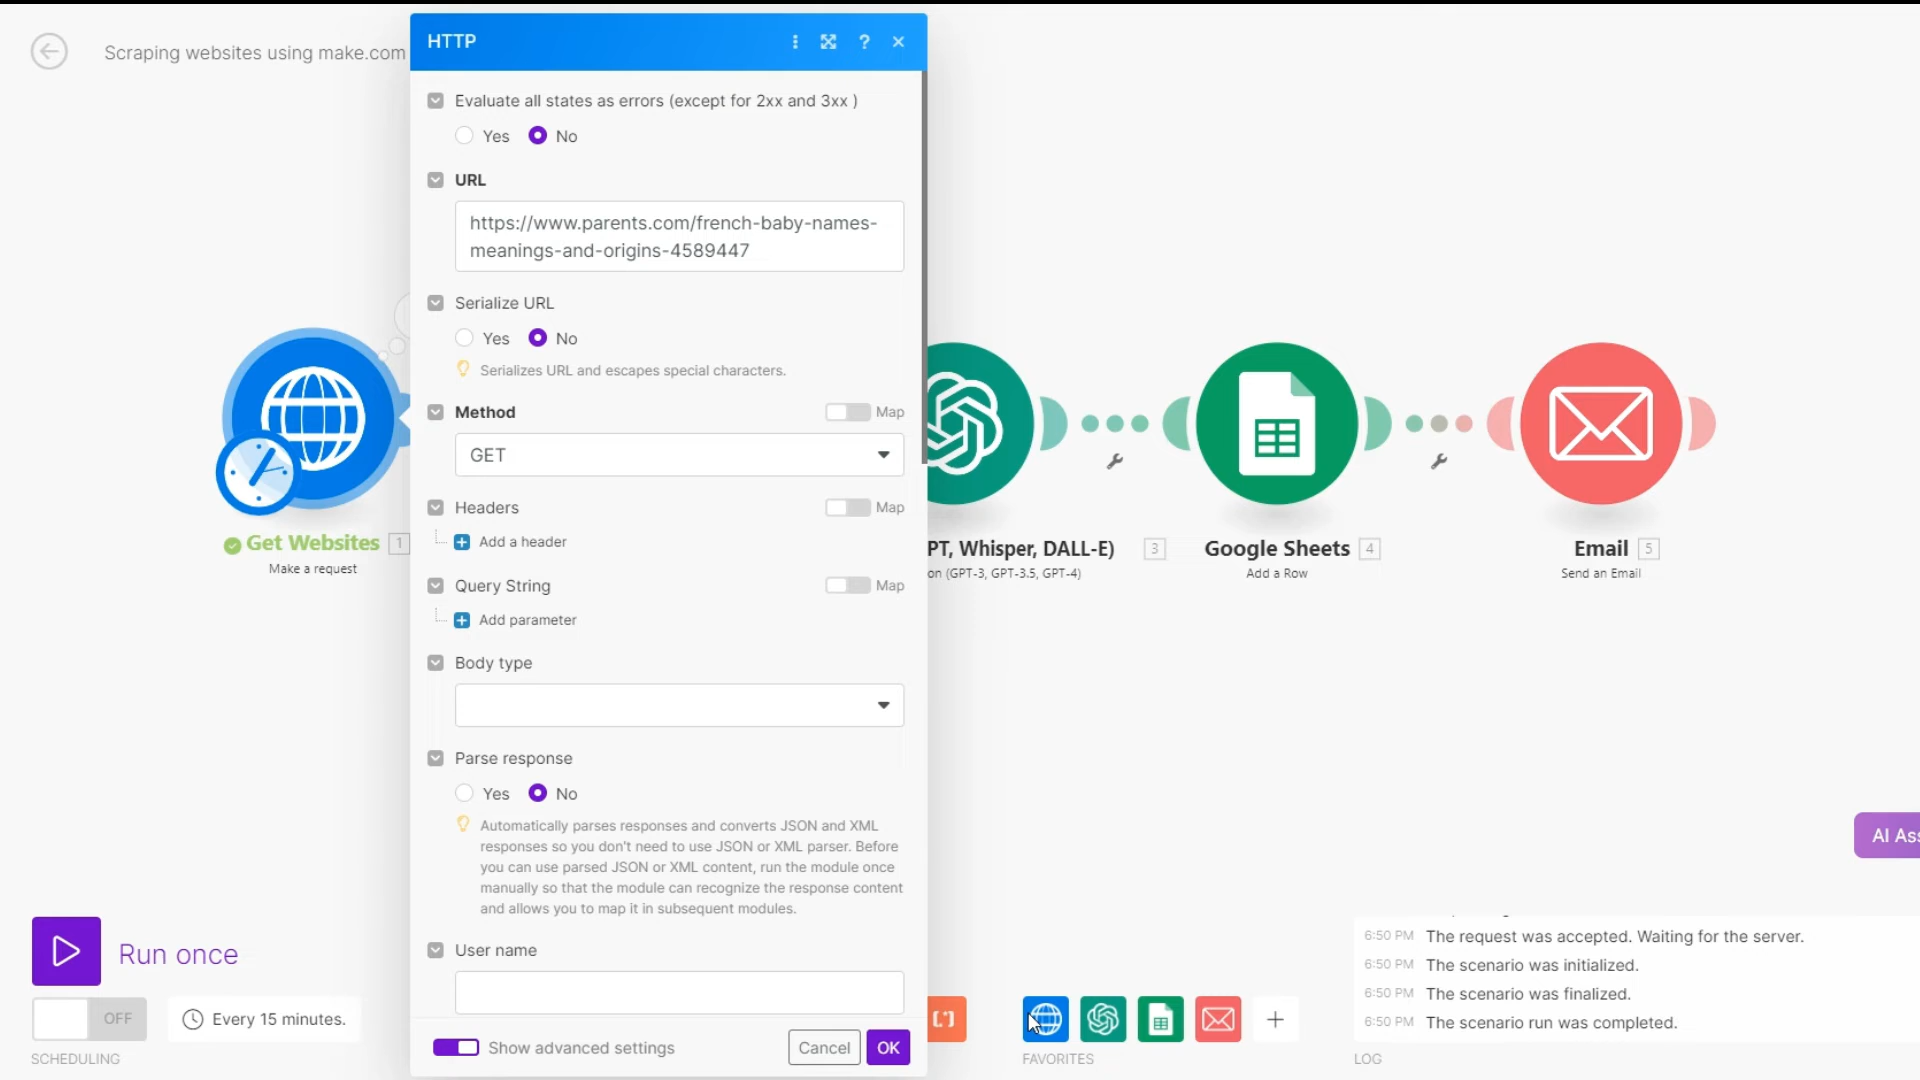 Scraping websites using make.com
HTTP
Evaluate all states as errors (except for 2xx and 3xx )
Yes No
URL
https://www.parents.com/french-baby-names-
meanings-and-origins-4589447
Serialize URL
Yes No
Serializes URL and escapes special characters.
Method Map
GET
Headers Map
Add a header
Query String Map
Add parameter
Body type
Parse response
Yes No
Automatically parses responses and converts JSON and XML
responses so you don't need to use JSON or XML parser. Before
you can use parsed JSON or XML content, run the module once
manually so that the module can recognize the response content
and allows you to map it in subsequent modules.
User name
Show advanced settings
Cancel OK
Get Websites 1
Make a request
PT, Whisper, DALL-E) 3
on (GPT-3, GPT-3.5, GPT-4)
Google Sheets 4
Add a Row
Email 5
Send an Email
AI Ass
Run once
OFF
Every 15 minutes.
SCHEDULING
FAVORITES
6:50 PM The request was accepted. Waiting for the server.
6:50 PM The scenario was initialized.
6:50 PM The scenario was finalized.
6:50 PM The scenario run was completed.
LOG